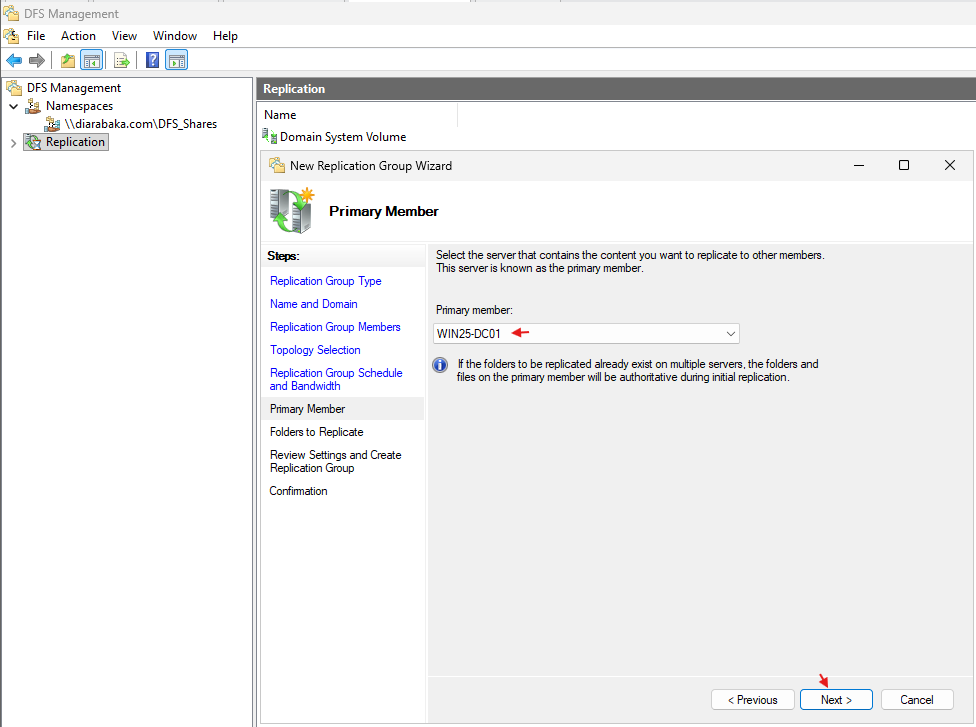 DFS Management
File Action View Window Help
DFS Management
Namespaces
\\diarabaka.com\DFS_Shares
Replication
Replication
Name
Domain System Volume
New Replication Group Wizard
Primary Member
Steps:
Replication Group Type
Name and Domain
Replication Group Members
Topology Selection
Replication Group Schedule
and Bandwidth
Primary Member
Folders to Replicate
Review Settings and Create
Replication Group
Confirmation
Select the server that contains the content you want to replicate to other members.
This server is known as the primary member.
Primary member:
WIN25-DC01
If the folders to be replicated already exist on multiple servers, the folders and
files on the primary member will be authoritative during initial replication.
< Previous
Next >
Cancel